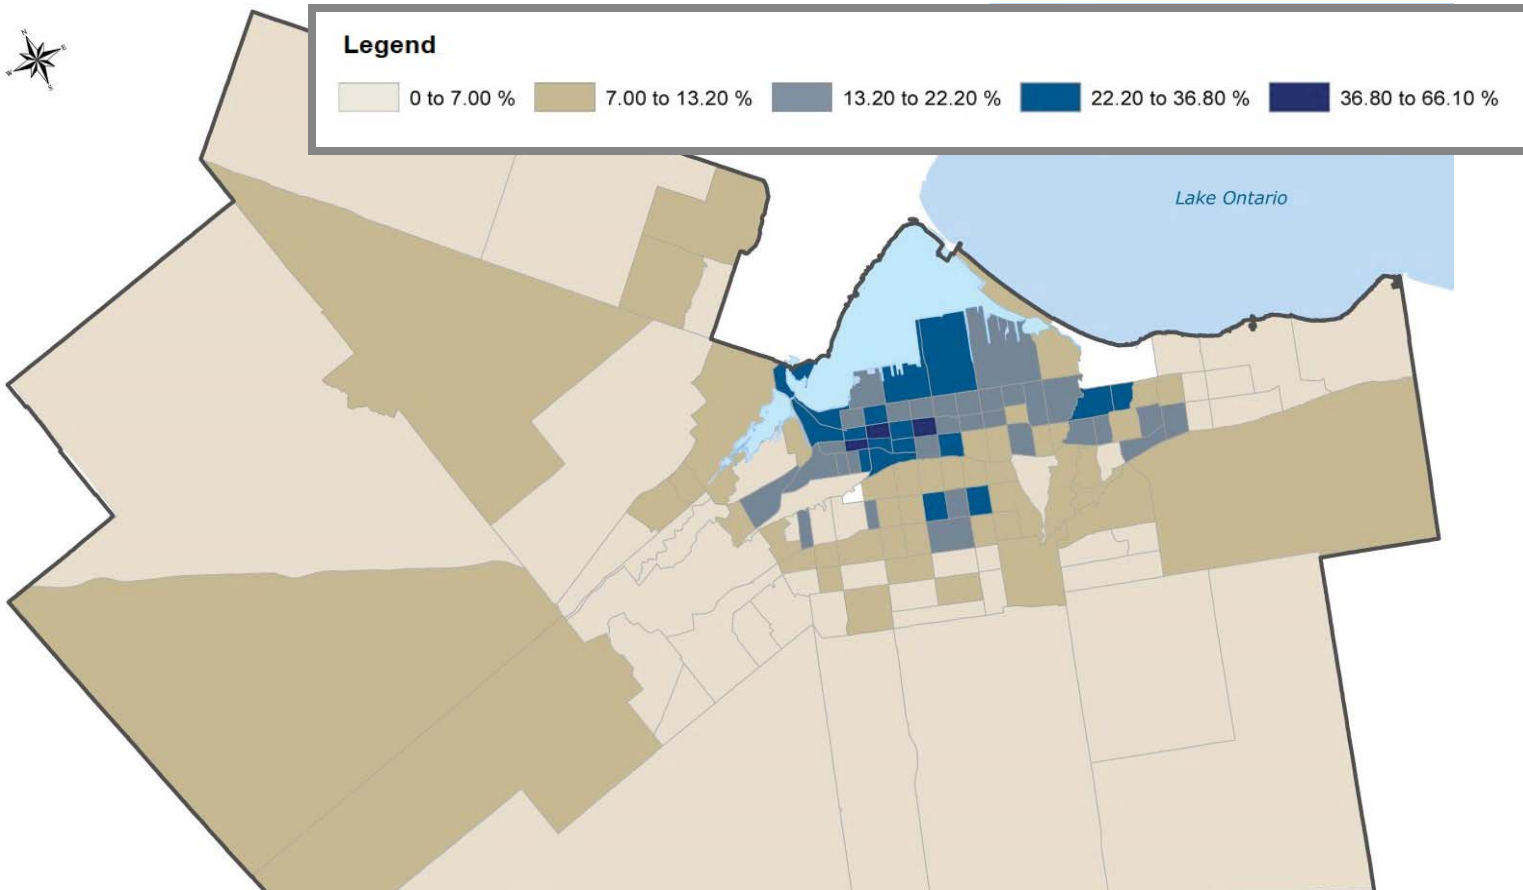 N
E
W
S
Legend
0 to 7.00 %
7.00 to 13.20 %
13.20 to 22.20 %
22.20 to 36.80 %
36.80 to 66.10 %
Lake Ontario